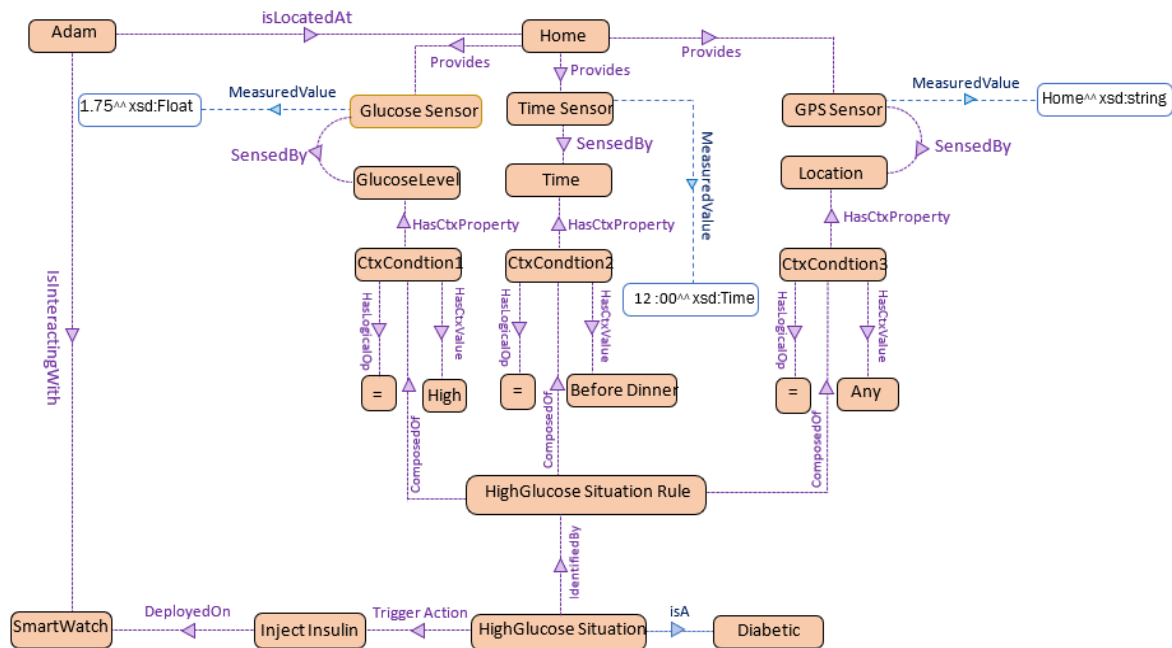 Adam
isLocatedAt
Home
Provides
Provides
Provides
MeasuredValue
MeasuredValue
1.75^^ xsd:Float
Glucose Sensor
Time Sensor
GPS Sensor
Home^^ xsd:string
SensedBy
SensedBy
SensedBy
MeasuredValue
GlucoseLevel
Time
Location
HasCtxProperty
HasCtxProperty
HasCtxProperty
CtxCondtion1
CtxCondtion2
CtxCondtion3
IsInteractingWith
HasLogicalOp
HasCtxValue
HasLogicalOp
HasCtxValue
12 :00^^ xsd:Time
HasLogicalOp
HasCtxValue
=
High
=
Before Dinner
=
Any
ComposedOf
ComposedOf
ComposedOf
HighGlucose Situation Rule
IdentifiedBy
SmartWatch
DeployedOn
Inject Insulin
Trigger Action
HighGlucose Situation
isA
Diabetic